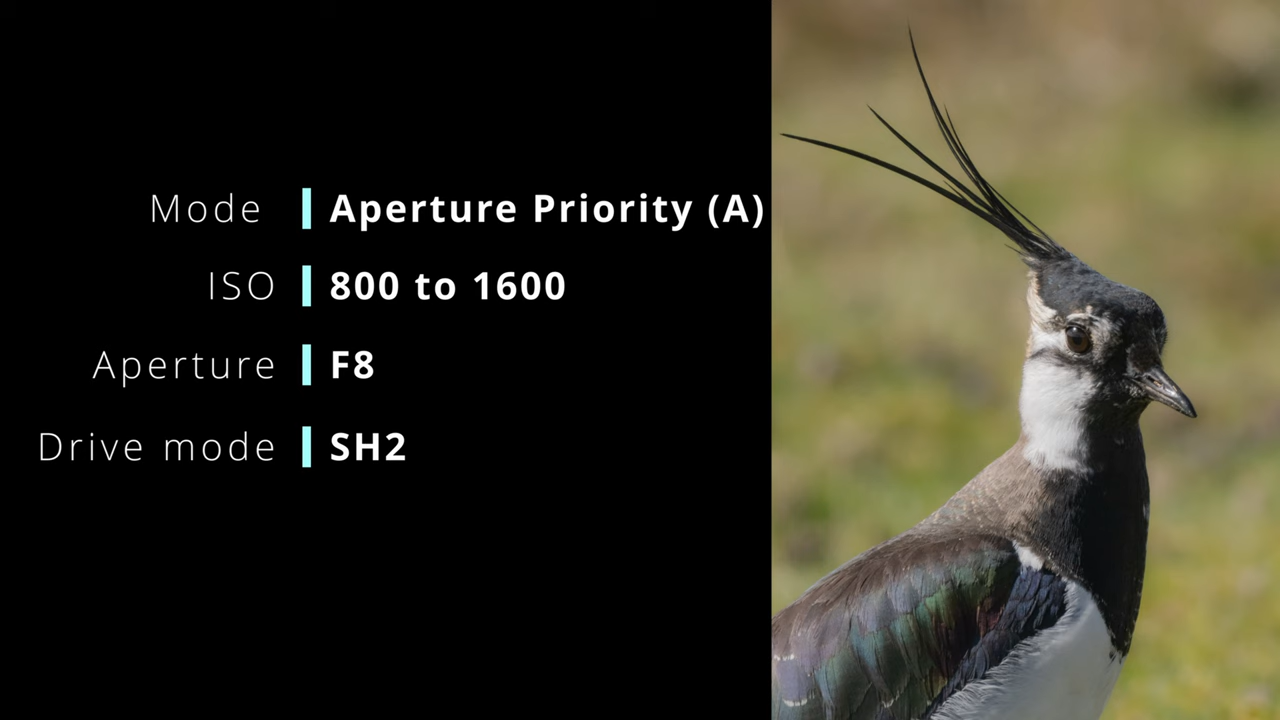 Mode Aperture Priority (A)
ISO 800 to 1600
Aperture F8
Drive mode SH2